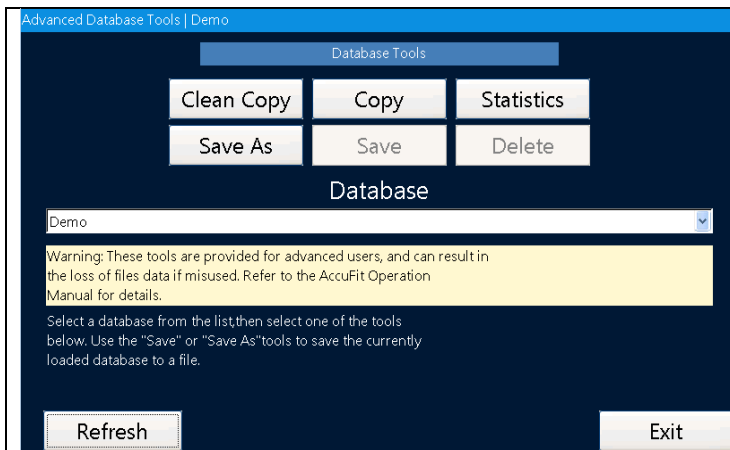 Advanced Database Tools | Demo
Database Tools
Clean Copy Copy Statistics
Save As Save Delete
Database
Demo
Warning: These tools are provided for advanced users, and can result in
the loss of files data if misused. Refer to the AccuFit Operation
Manual for details.
Select a database from the list,then select one of the tools
below. Use the "Save" or "Save As"tools to save the currently
loaded database to a file.
Refresh Exit